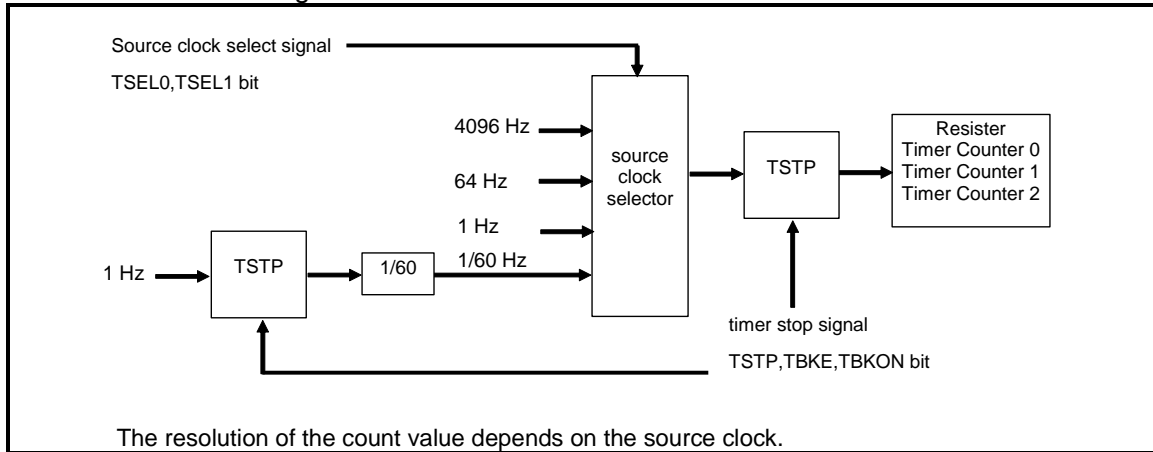 Source clock select signal
TSEL0,TSEL1 bit
4096 Hz
64 Hz
1 Hz
1/60 Hz
source
clock
selector
TSTP
Resister
Timer Counter 0
Timer Counter 1
Timer Counter 2
1 Hz
TSTP
1/60
timer stop signal
TSTP,TBKE,TBKON bit
The resolution of the count value depends on the source clock.